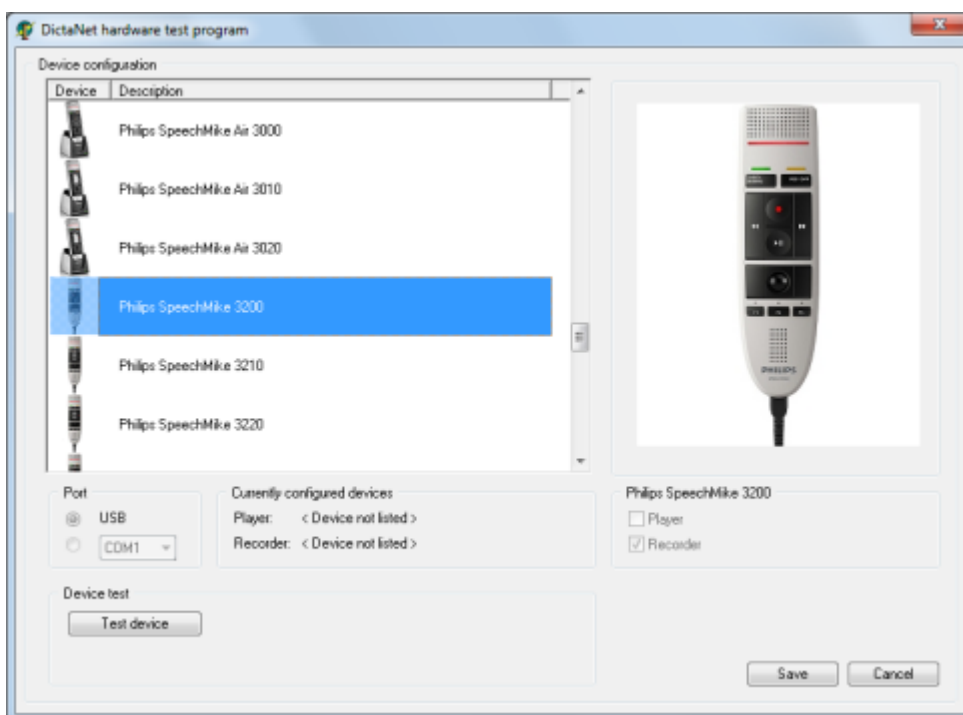 DictaNet hardware test program
Device configuration
Device Description
Philips SpeechMike Air 3000
Philips SpeechMike Air 3010
Philips SpeechMike Air 3020
Philips SpeechMike 3200
Philips SpeechMike 3210
Philips SpeechMike 3220
PHILIPS
Port
USB
COM1
Currently configured devices
Player: < Device not listed >
Recorder: < Device not listed >
Philips SpeechMike 3200
Player
Recorder
Device test
Test device
Save Cancel